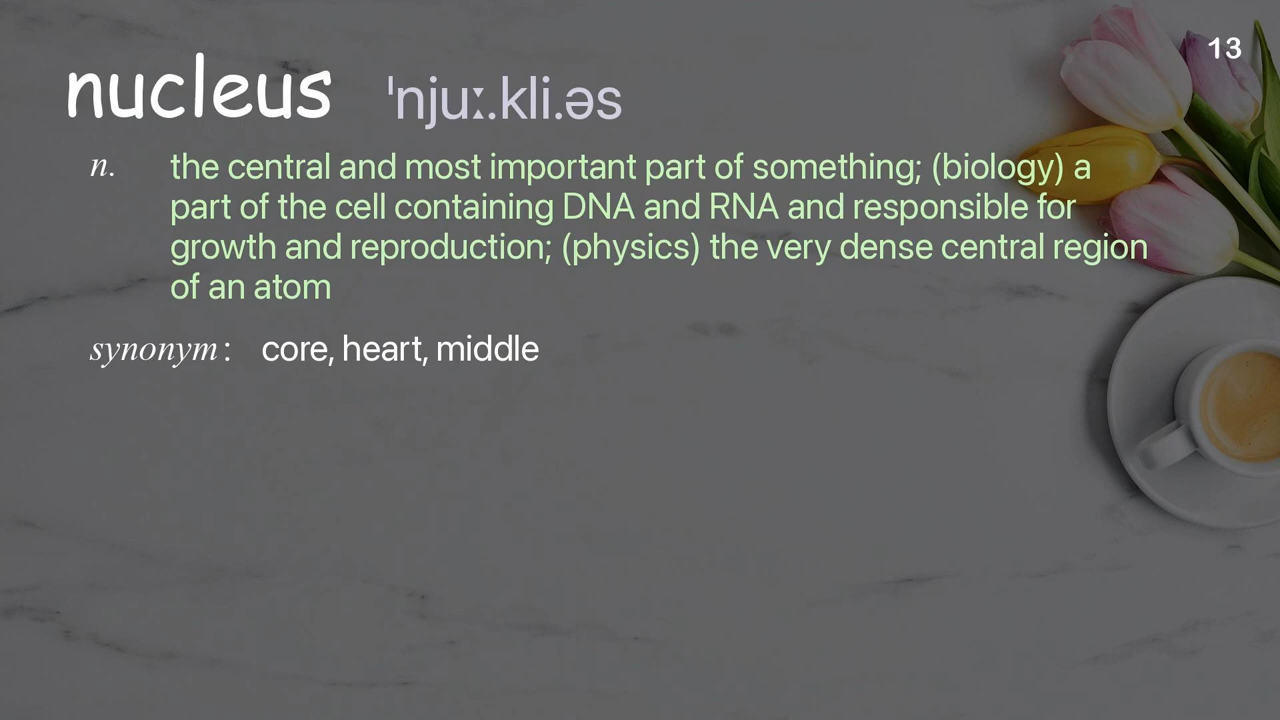 13
nucleus ˈnjuː.kli.əs
n. the central and most important part of something; (biology) a
part of the cell containing DNA and RNA and responsible for
growth and reproduction; (physics) the very dense central region
of an atom
synonym: core, heart, middle